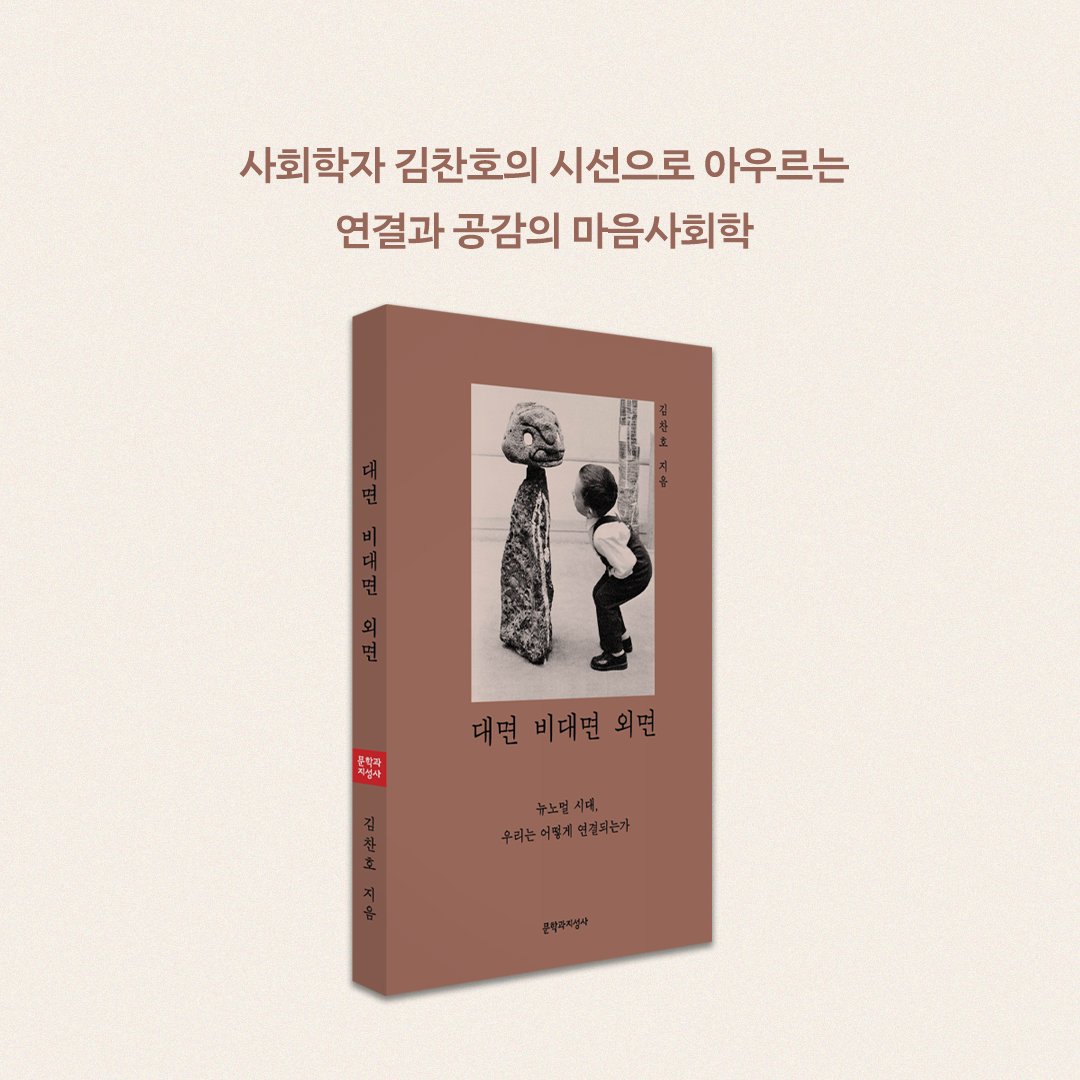 사회학자 김찬호의 시선으로 아우르는
연결과 공감의 마음사회학
대면 비대면 외면
문학과
지성사
김찬호 지음
김찬호 지음
대면 비대면 외면
뉴노멀 시대,
우리는 어떻게 연결되는가
문학과지성사